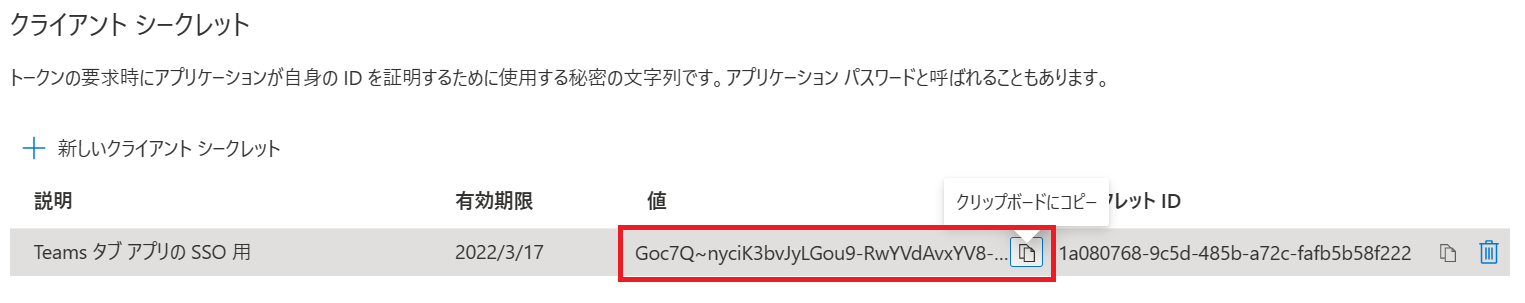 クライアント シークレット
トークンの要求時にアプリケーションが自身の ID を証明するために使用する秘密の文字列です。アプリケーション パスワードと呼ばれることもあります。
新しいクライアント シークレット
説明 有効期限 値 クリップボードにコピー クレット ID
Teams タブ アプリの SSO 用 2022/3/17 Goc7Q~nyciK3bvJyLGou9-RwYVdAvxYV8-... 1a080768-9c5d-485b-a72c-fafb5b58f222